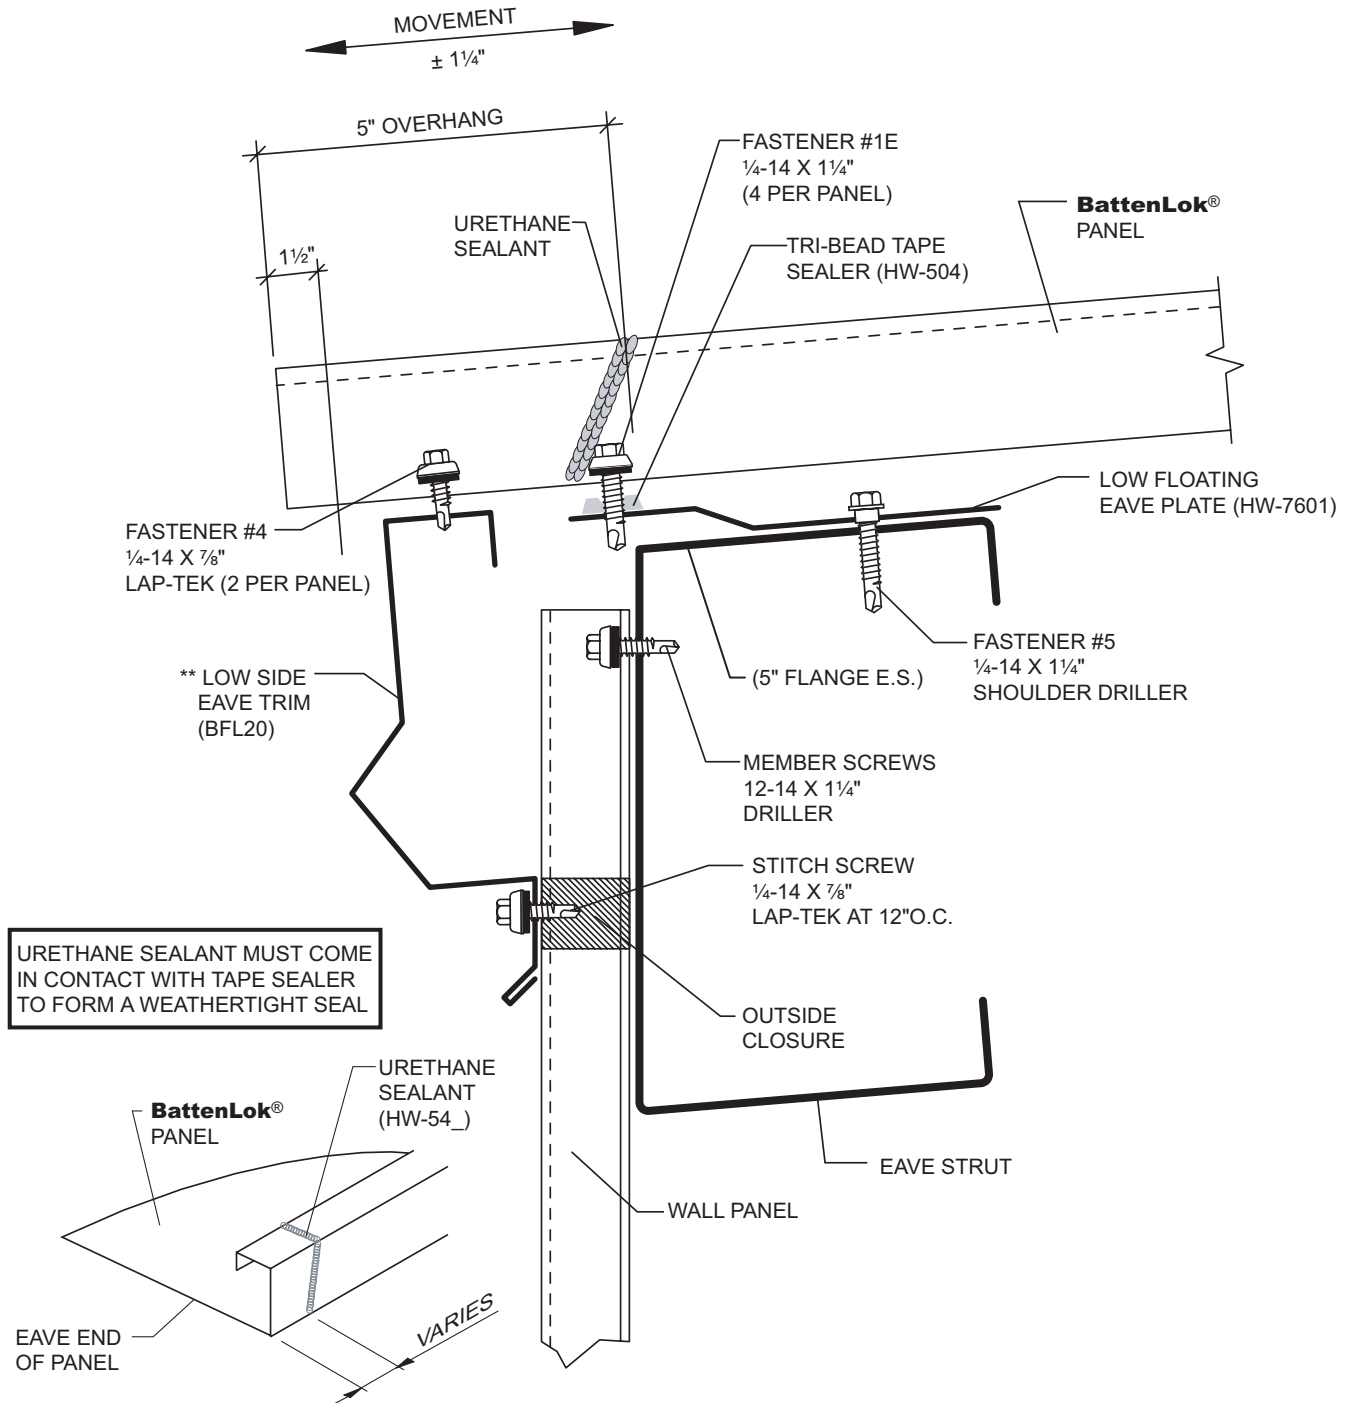 MOVEMENT
± 1¼"
5" OVERHANG
FASTENER #1E
¼-14 X 1¼"
(4 PER PANEL)
BattenLok®
PANEL
URETHANE
SEALANT
TRI-BEAD TAPE
SEALER (HW-504)
1½"
LOW FLOATING
EAVE PLATE (HW-7601)
FASTENER #4
¼-14 X ⅞"
LAP-TEK (2 PER PANEL)
FASTENER #5
¼-14 X 1¼"
SHOULDER DRILLER
** LOW SIDE
EAVE TRIM
(BFL20)
(5" FLANGE E.S.)
MEMBER SCREWS
12-14 X 1¼"
DRILLER
STITCH SCREW
¼-14 X ⅞"
LAP-TEK AT 12"O.C.
URETHANE SEALANT MUST COME
IN CONTACT WITH TAPE SEALER
TO FORM A WEATHERTIGHT SEAL
OUTSIDE
CLOSURE
URETHANE
SEALANT
(HW-54_)
BattenLok®
PANEL
EAVE STRUT
WALL PANEL
VARIES
EAVE END
OF PANEL